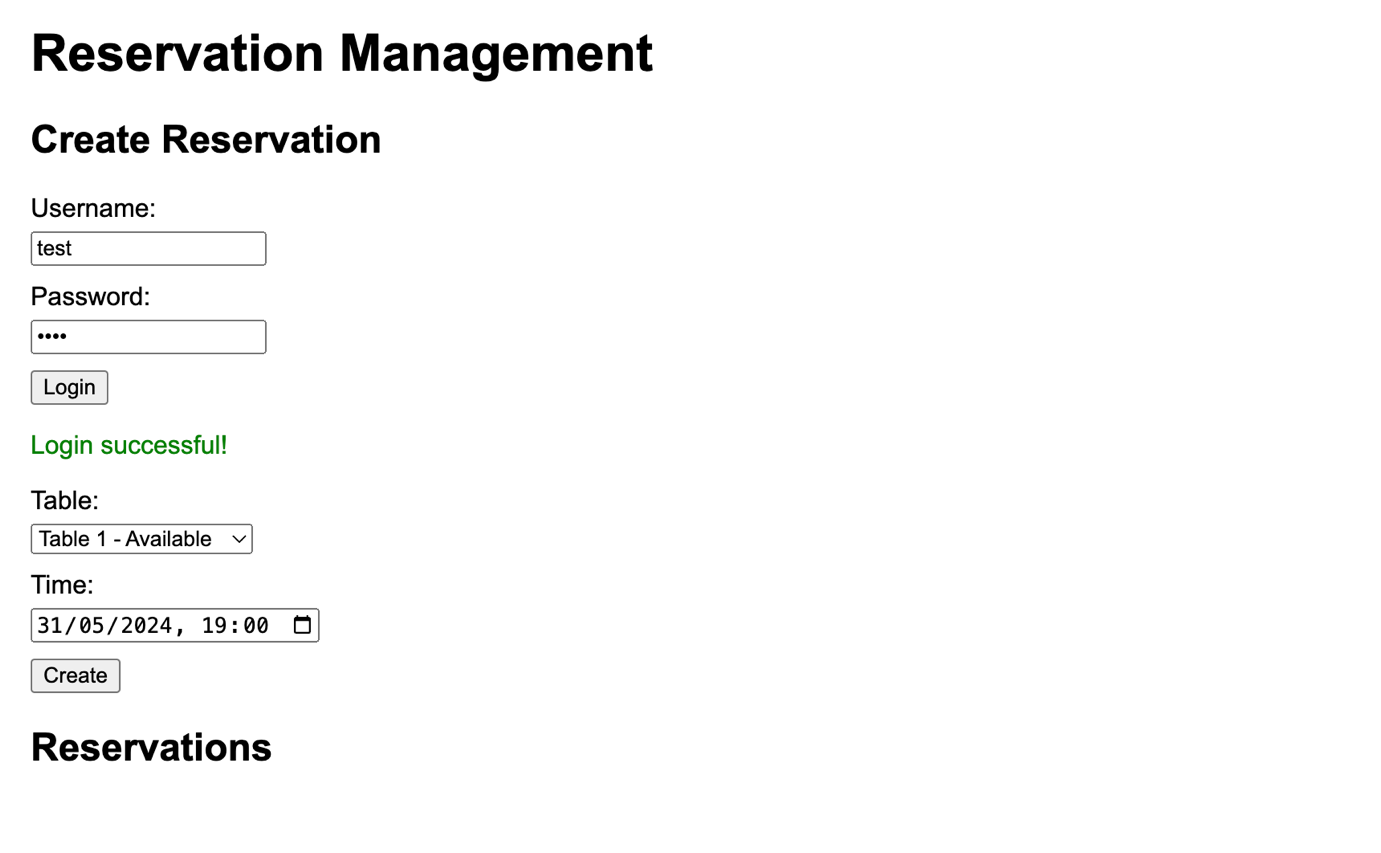 Reservation Management
Create Reservation
Username:
test
Password:
••••
Login
Login successful!
Table:
Table 1 - Available
Time:
31/05/2024, 19:00
Create
Reservations